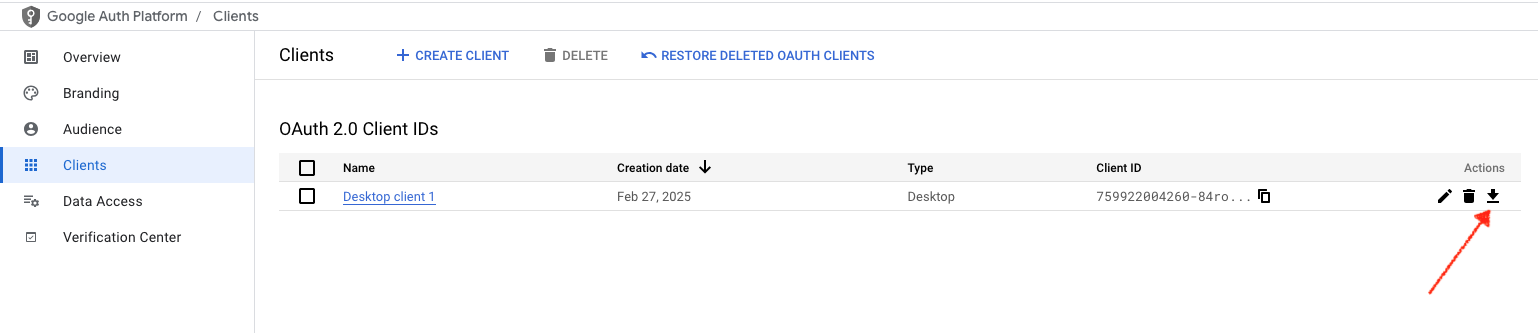 Google Auth Platform / Clients
Overview
Branding
Audience
Clients
Data Access
Verification Center
Clients CREATE CLIENT DELETE RESTORE DELETED OAUTH CLIENTS
OAuth 2.0 Client IDs
Name Creation date Type Client ID Actions
Desktop client 1 Feb 27, 2025 Desktop 759922004260-84ro...